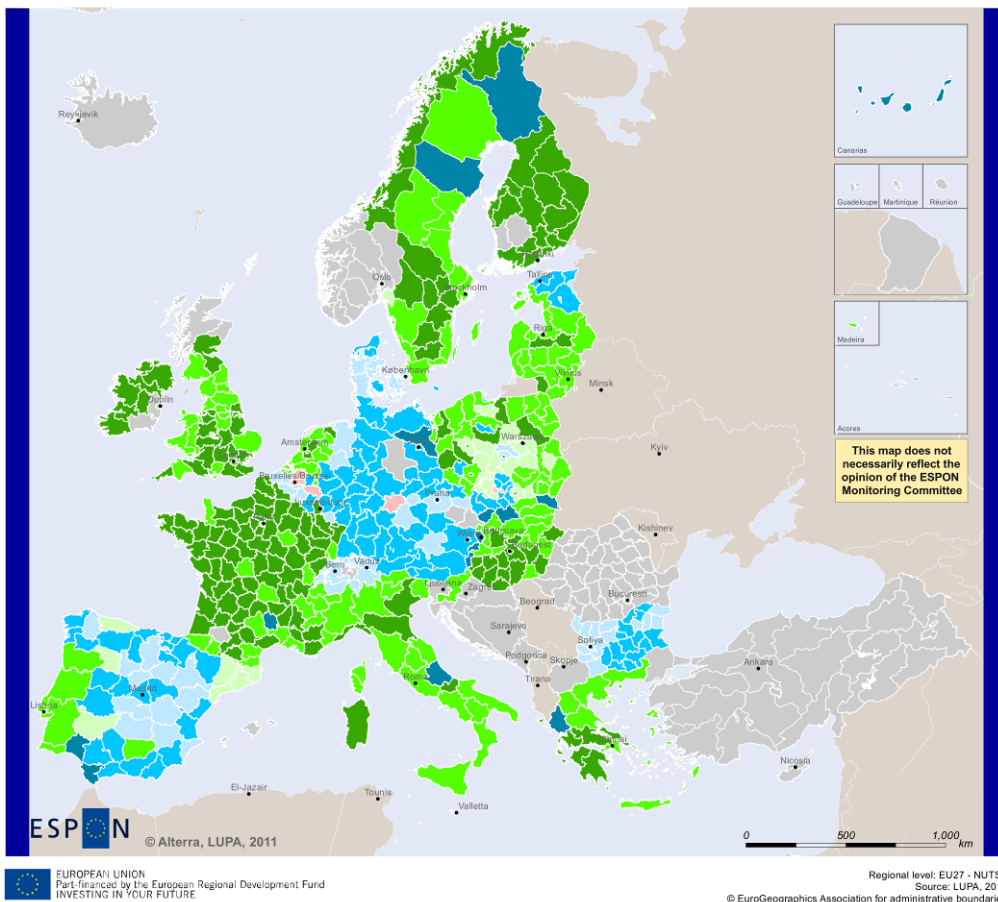 Reykjavik
Canarias
Guadeloupe
Martinique
Réunion
Madeira
Acores
This map does not
necessarily reflect the
opinion of the ESPON
Monitoring Committee
Oslo
Tallinn
Riga
København
Vilnius
Minsk
Dublin
Amsterdam
Warszawa
Kyiv
Bruxelles/Brussel
Praha
Kishinev
Bern
Vaduz
Ljubljana
Zagreb
Beograd
Bucuresti
Sarajevo
Sofiya
Podgorica
Skopje
Ankara
Tirana
Roma
Madrid
Lisboa
Nicosia
El-Jazair
Tounis
Valletta
ESPON
© Alterra, LUPA, 2011
0 500 1,000
km
EUROPEAN UNION
Part-financed by the European Regional Development Fund
INVESTING IN YOUR FUTURE
Regional level: EU27 - NUTS
Source: LUPA, 201
© EuroGeographics Association for administrative boundarie